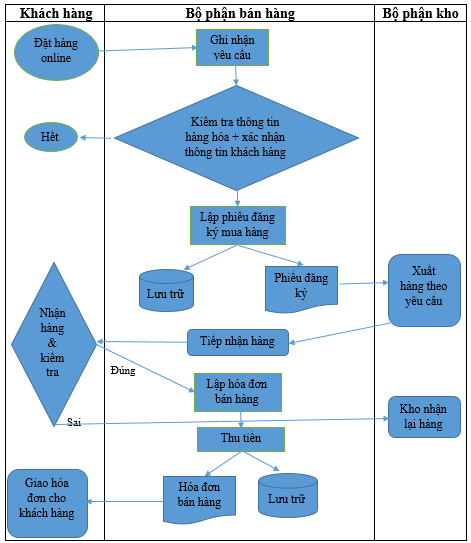 Khách hàng
Bộ phận bán hàng
Bộ phận kho
Đặt hàng
online
Ghi nhận
yêu cầu
Kiểm tra thông tin
hàng hóa + xác nhận
thông tin khách hàng
Hết
Lập phiếu đăng
ký mua hàng
Lưu trữ
Phiếu đăng
ký
Xuất
hàng theo
yêu cầu
Nhận
hàng
&
kiểm
tra
Tiếp nhận hàng
Đúng
Lập hóa đơn
bán hàng
Sai
Kho nhận
lại hàng
Thu tiền
Giao hóa
đơn cho
khách hàng
Hóa đơn
bán hàng
Lưu trữ